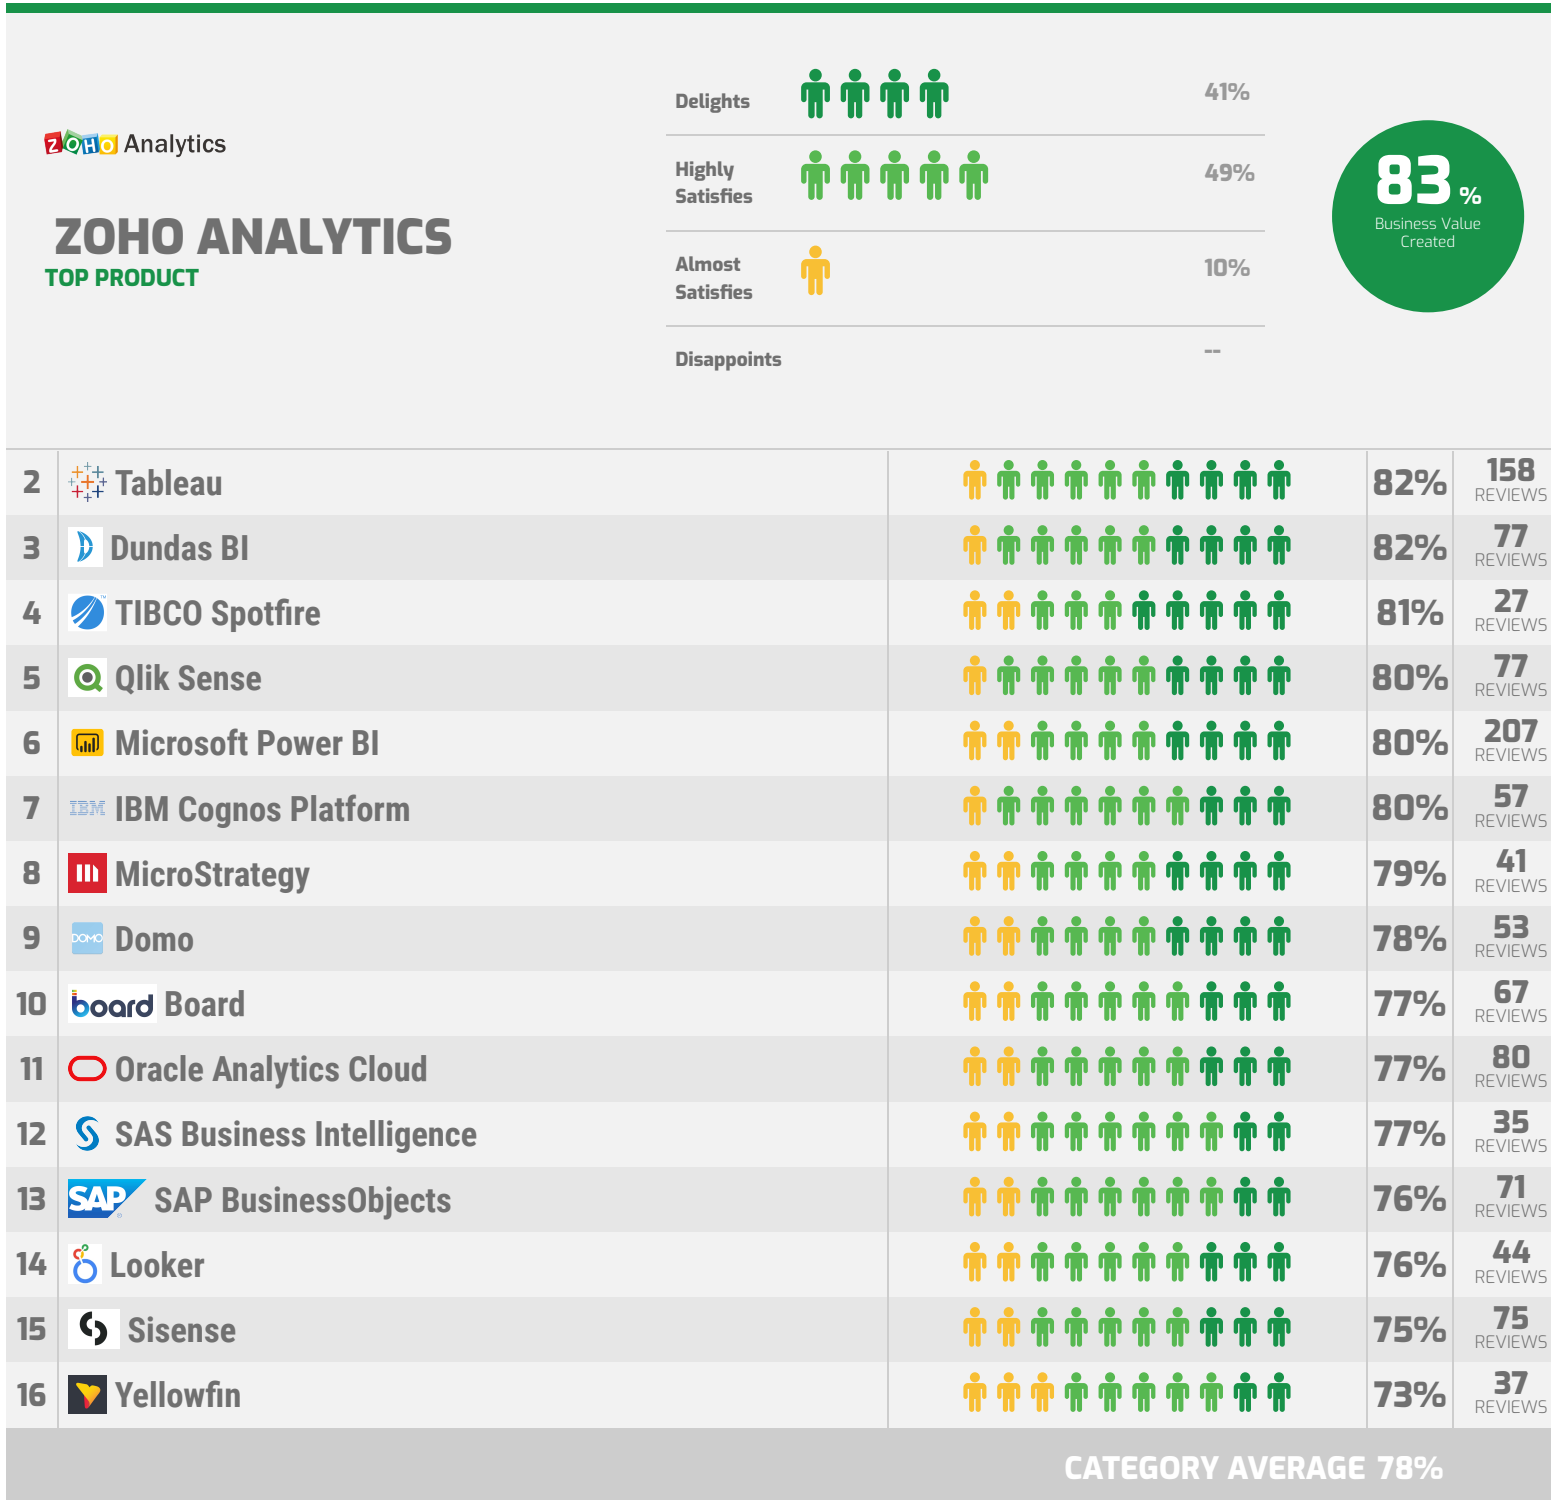 ZOHO Analytics
ZOHO ANALYTICS
TOP PRODUCT
Delights 41%
Highly
Satisfies 49%
Almost
Satisfies 10%
Disappoints --
83 %
Business Value
Created
2 Tableau 82% 158 REVIEWS
3 Dundas BI 82% 77 REVIEWS
4 TIBCO Spotfire 81% 27 REVIEWS
5 Qlik Sense 80% 77 REVIEWS
6 Microsoft Power BI 80% 207 REVIEWS
7 IBM IBM Cognos Platform 80% 57 REVIEWS
8 MicroStrategy 79% 41 REVIEWS
9 DOMO Domo 78% 53 REVIEWS
10 board Board 77% 67 REVIEWS
11 Oracle Analytics Cloud 77% 80 REVIEWS
12 SAS Business Intelligence 77% 35 REVIEWS
13 SAP SAP BusinessObjects 76% 71 REVIEWS
14 Looker 76% 44 REVIEWS
15 Sisense 75% 75 REVIEWS
16 Yellowfin 73% 37 REVIEWS
CATEGORY AVERAGE 78%